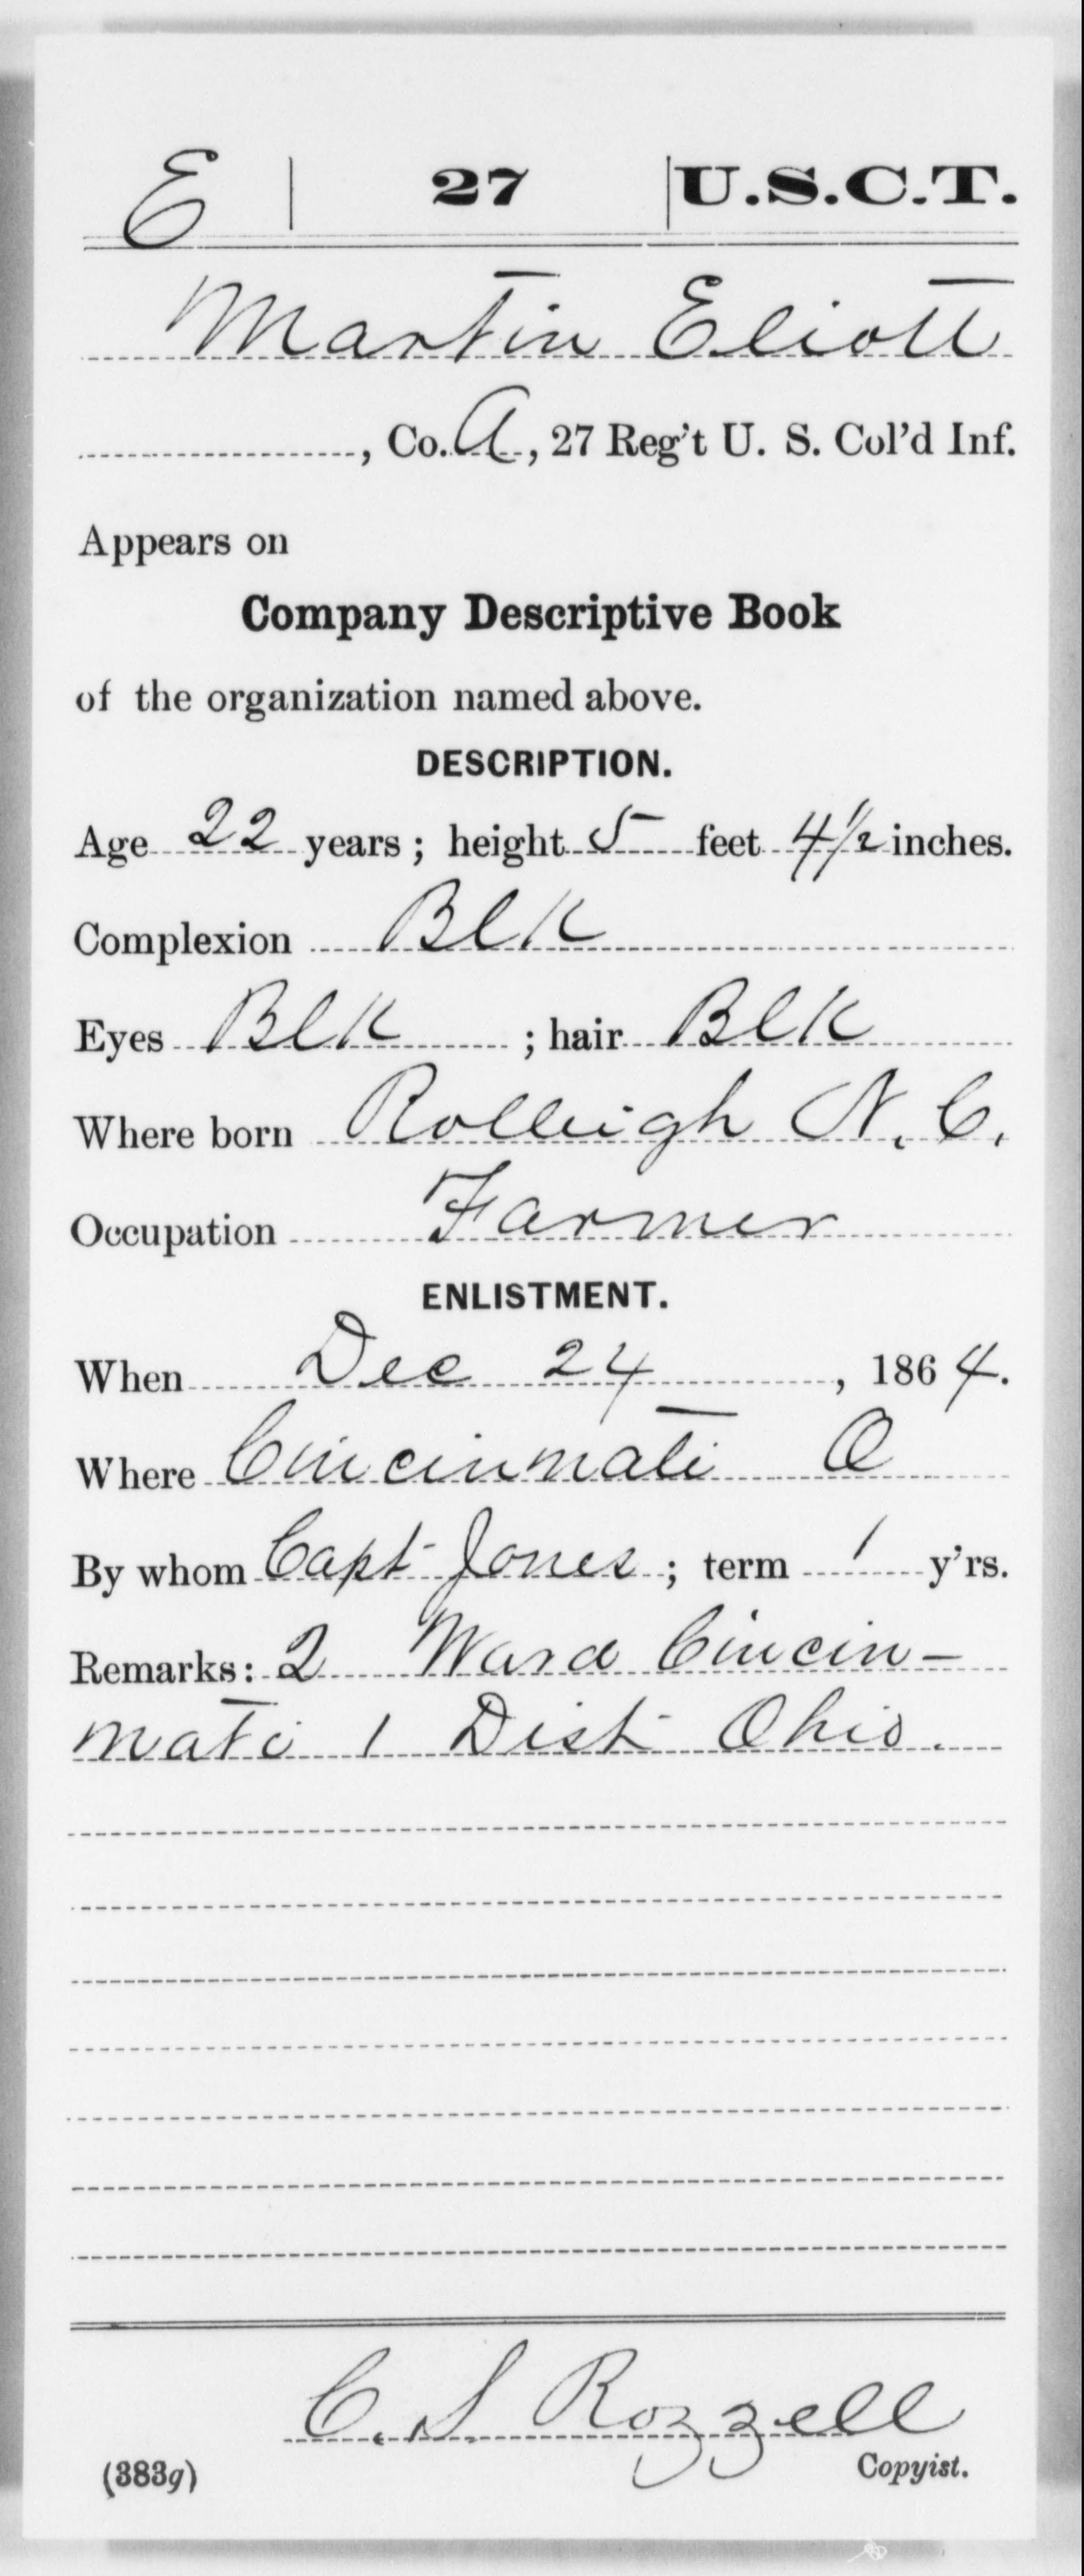 E | 27 | U.S.C.T.
Martin Eliott
, Co. A, 27 Reg't U. S. Col'd Inf.
Appears on
Company Descriptive Book
of the organization named above.
DESCRIPTION.
Age 22 years; height 5 feet 4½ inches.
Complexion Blk
Eyes Blk; hair Blk
Where born Rolleigh N. C.
Occupation Farmer
ENLISTMENT.
When Dec 24, 1864.
Where Cincinnati O
By whom Capt Jones; term 1 y'rs.
Remarks: 2 Ward Cincin-
nati 1 Dist Ohio.
C. S Rozzell
(383g) Copyist.